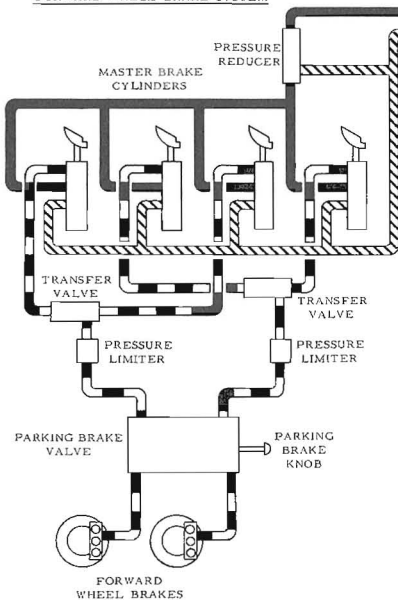 PRESSURE
REDUCER
MASTER BRAKE
CYLINDERS
TRANSFER
VALVE
TRANSFER
VALVE
PRESSURE
LIMITER
PRESSURE
LIMITER
PARKING BRAKE
VALVE
PARKING
BRAKE
KNOB
FORWARD
WHEEL BRAKES